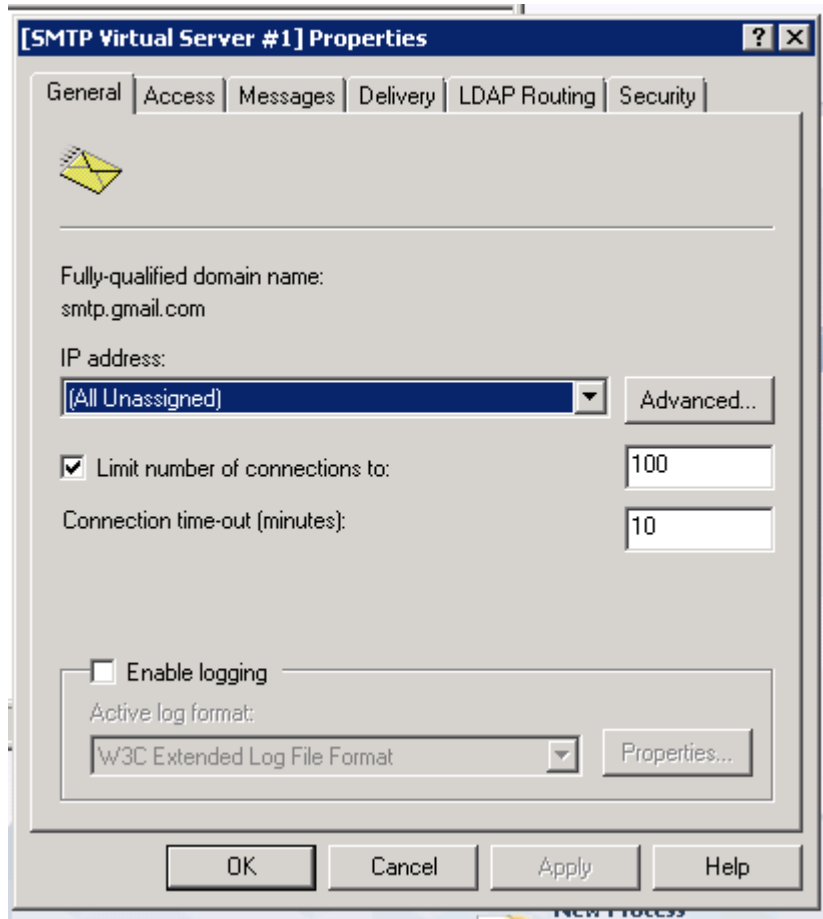 [SMTP Virtual Server #1] Properties
General Access Messages Delivery LDAP Routing Security
Fully-qualified domain name:
smtp.gmail.com
IP address:
(All Unassigned) Advanced...
Limit number of connections to: 100
Connection time-out (minutes): 10
Enable logging
Active log format:
W3C Extended Log File Format Properties...
OK Cancel Apply Help
New Process